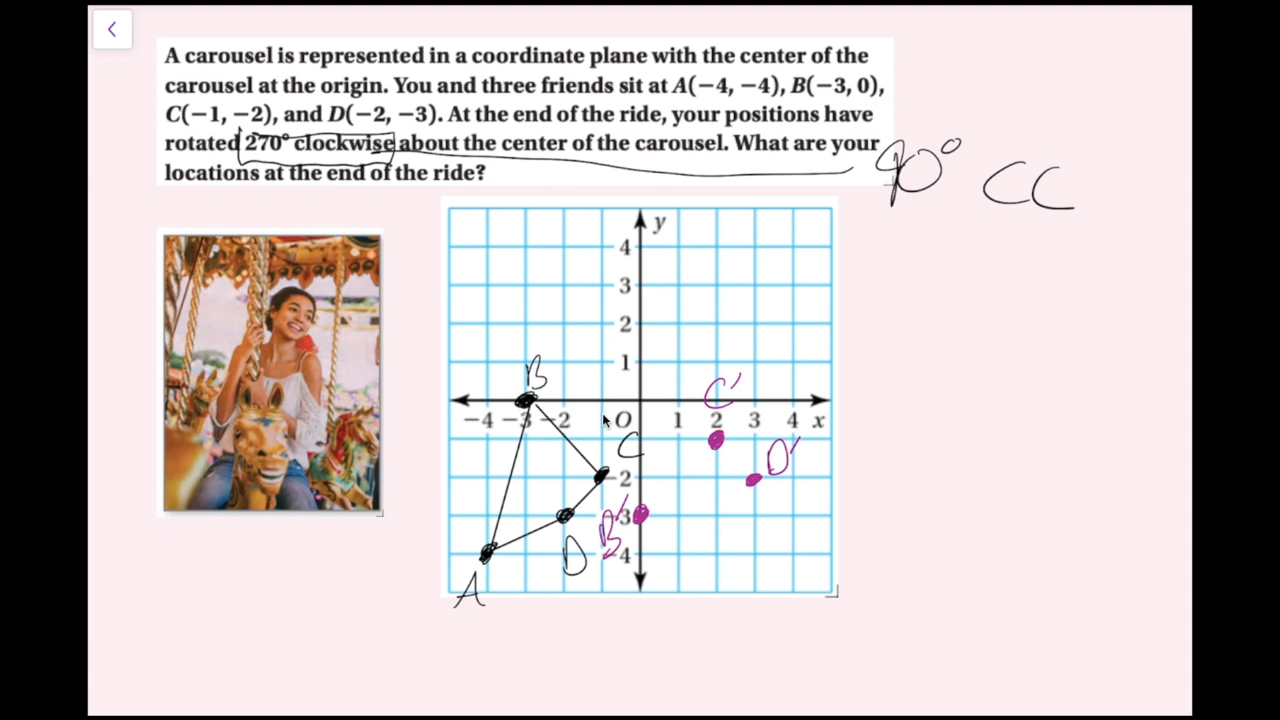 A carousel is represented in a coordinate plane with the center of the
carousel at the origin. You and three friends sit at A(−4, −4), B(−3, 0),
C(−1, −2), and D(−2, −3). At the end of the ride, your positions have
rotated 270° clockwise about the center of the carousel. What are your
locations at the end of the ride?
90° CC
y
4
3
2
1
B
C'
−4 −3 −2 O 1 2 3 4 x
C
D'
−2
B' −3
D −4
A